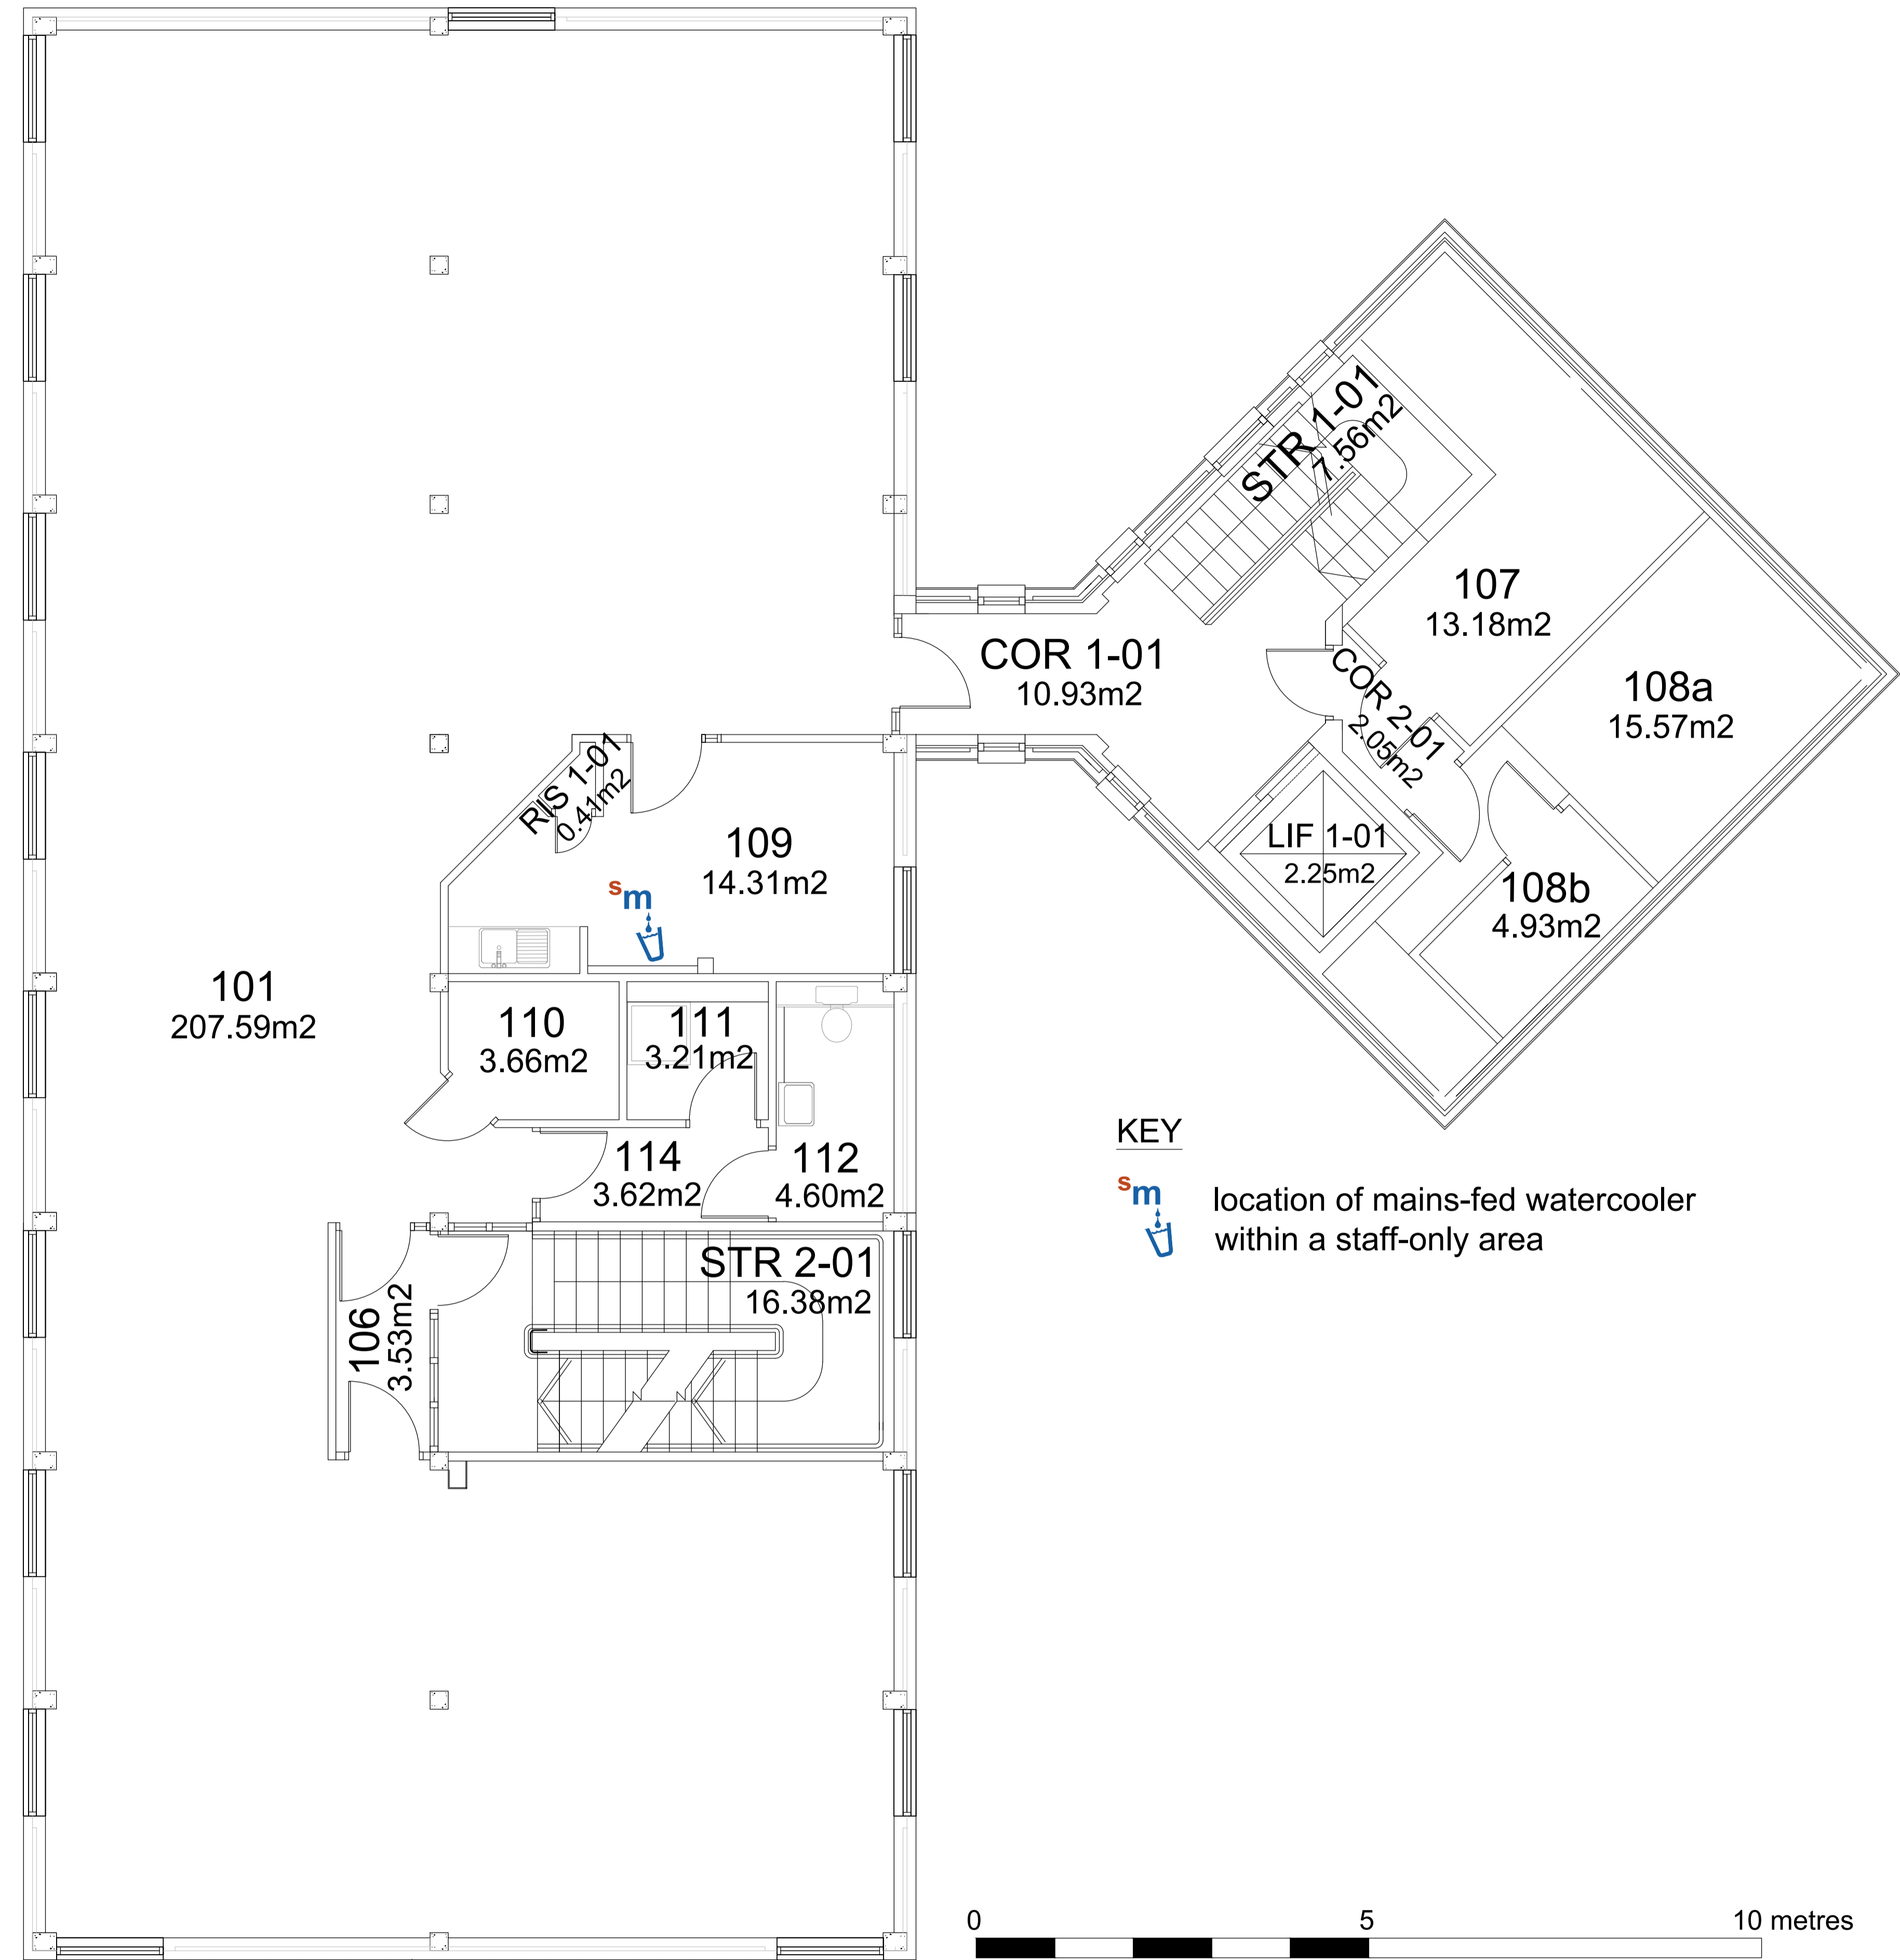 STR 1-01
7.56m2
107
13.18m2
COR 1-01
10.93m2
COR 2-01
2.05m2
108a
15.57m2
RIS 1-01
0.41m2
109
14.31m2
LIF 1-01
2.25m2
108b
4.93m2
sm
101
207.59m2
110
3.66m2
111
3.21m2
114
3.62m2
112
4.60m2
KEY
sm
location of mains-fed watercooler
within a staff-only area
STR 2-01
16.38m2
106
3.53m2
0 5 10 metres